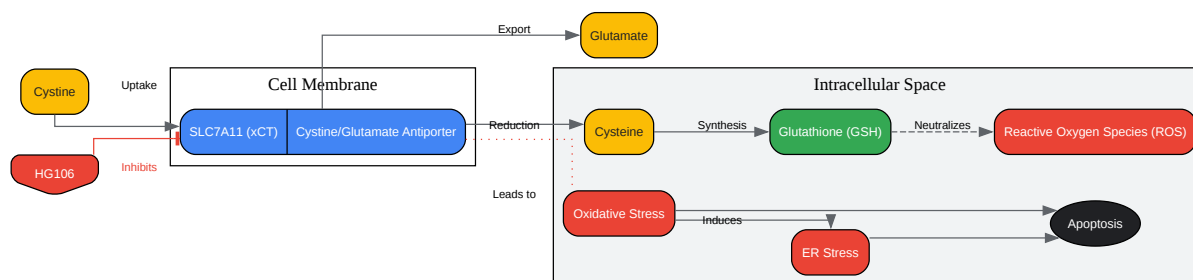 Export
Glutamate
Cell Membrane
Intracellular Space
Cystine
Uptake
SLC7A11 (xCT)
Cystine/Glutamate Antiporter
Reduction
Cysteine
Synthesis
Glutathione (GSH)
Neutralizes
Reactive Oxygen Species (ROS)
HG106
Inhibits
Leads to
Oxidative Stress
Induces
Apoptosis
ER Stress